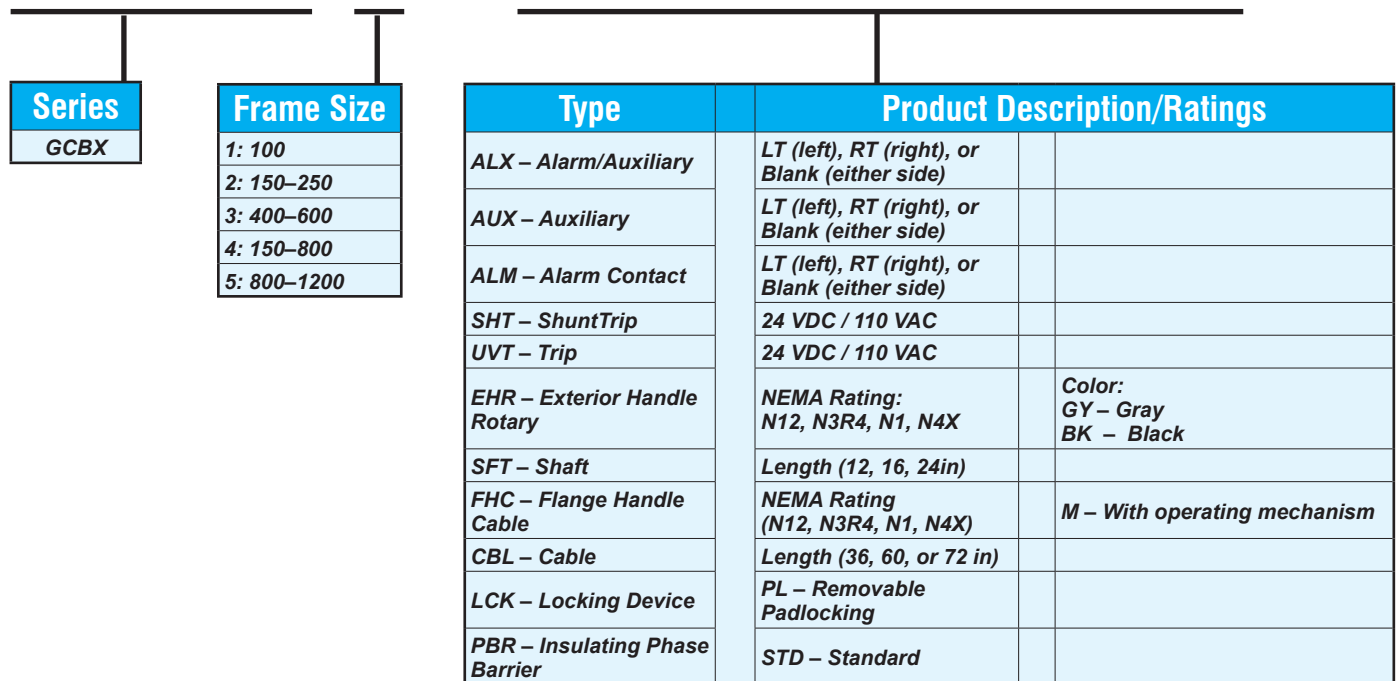 Series
GCBX
Frame Size
1: 100
2: 150–250
3: 400–600
4: 150–800
5: 800–1200
Type
Product Description/Ratings
ALX – Alarm/Auxiliary
LT (left), RT (right), or
Blank (either side)
AUX – Auxiliary
LT (left), RT (right), or
Blank (either side)
ALM – Alarm Contact
LT (left), RT (right), or
Blank (either side)
SHT – ShuntTrip
24 VDC / 110 VAC
UVT – Trip
24 VDC / 110 VAC
EHR – Exterior Handle
Rotary
NEMA Rating:
N12, N3R4, N1, N4X
Color:
GY – Gray
BK – Black
SFT – Shaft
Length (12, 16, 24in)
FHC – Flange Handle
Cable
NEMA Rating
(N12, N3R4, N1, N4X)
M – With operating mechanism
CBL – Cable
Length (36, 60, or 72 in)
LCK – Locking Device
PL – Removable
Padlocking
PBR – Insulating Phase
Barrier
STD – Standard